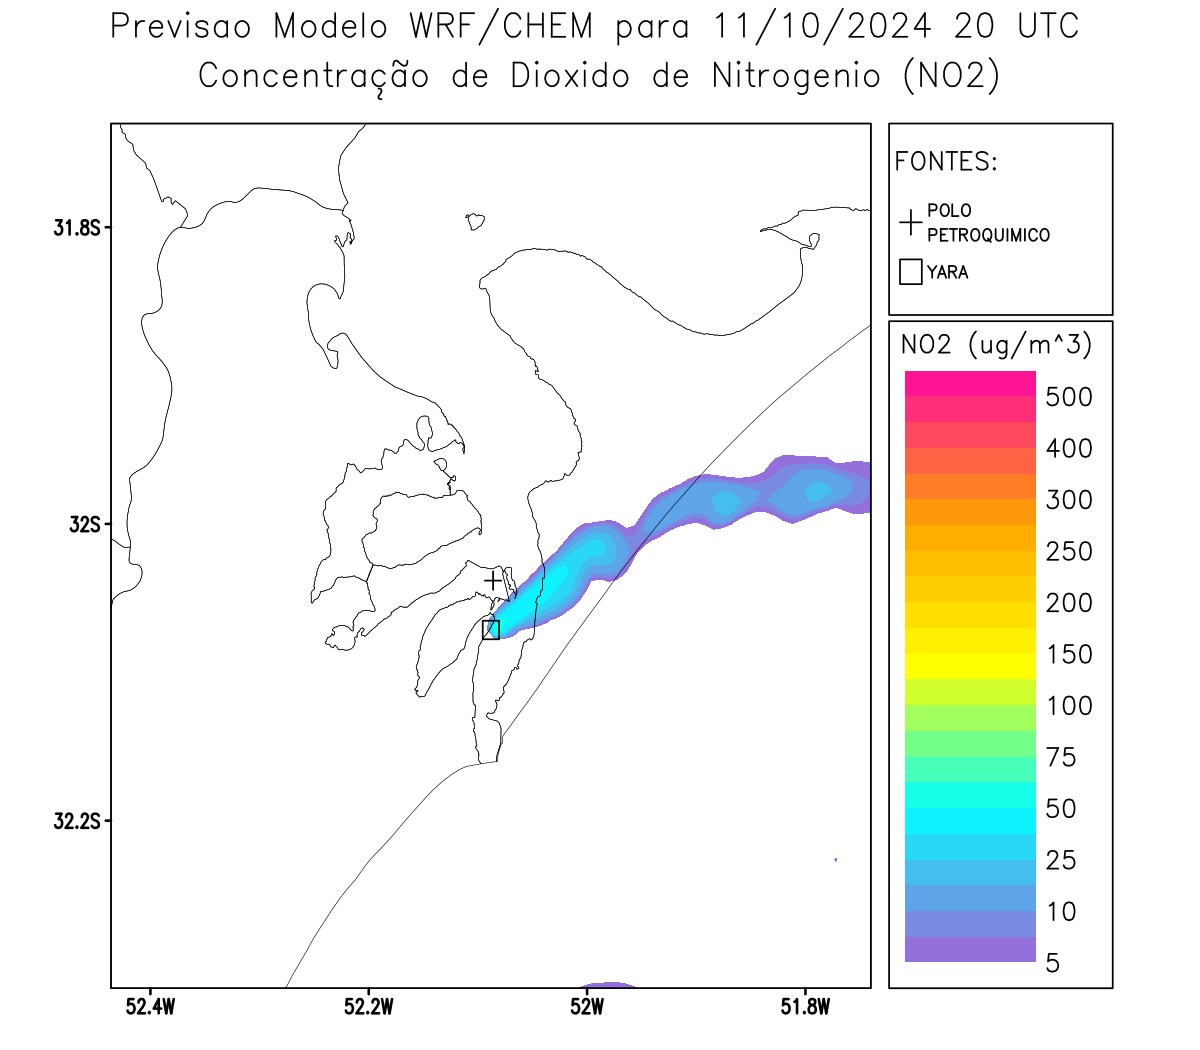 Previsao Modelo WRF/CHEM para 11/10/2024 20 UTC
Concentração de Dioxido de Nitrogenio (NO2)
FONTES:
POLO
PETROQUIMICO
YARA
NO2 (ug/m^3)
500
400
300
250
200
150
100
75
50
25
10
5
31.8S
32S
32.2S
52.4W
52.2W
52W
51.8W